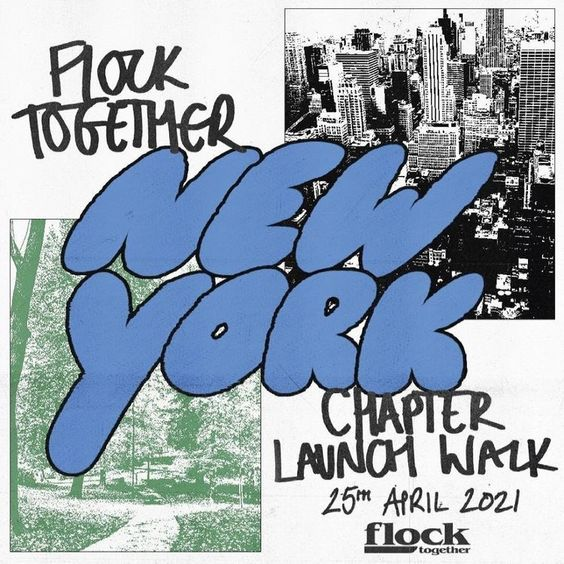 FLOCK
TOGETHER
NEW
YORK
CHAPTER
LAUNCH WALK
25TH APRIL 2021
flock
together